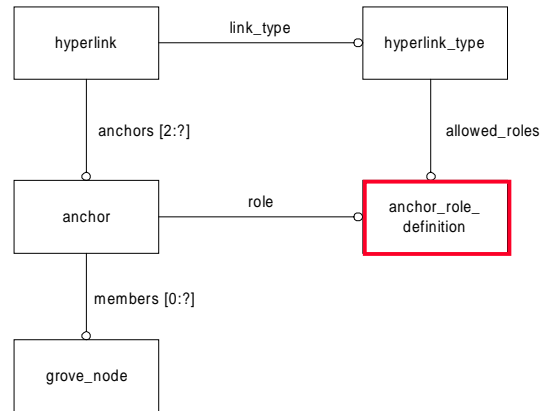 hyperlink
link_type
hyperlink_type
anchors [2:?]
allowed_roles
anchor
role
anchor_role_
definition
members [0:?]
grove_node